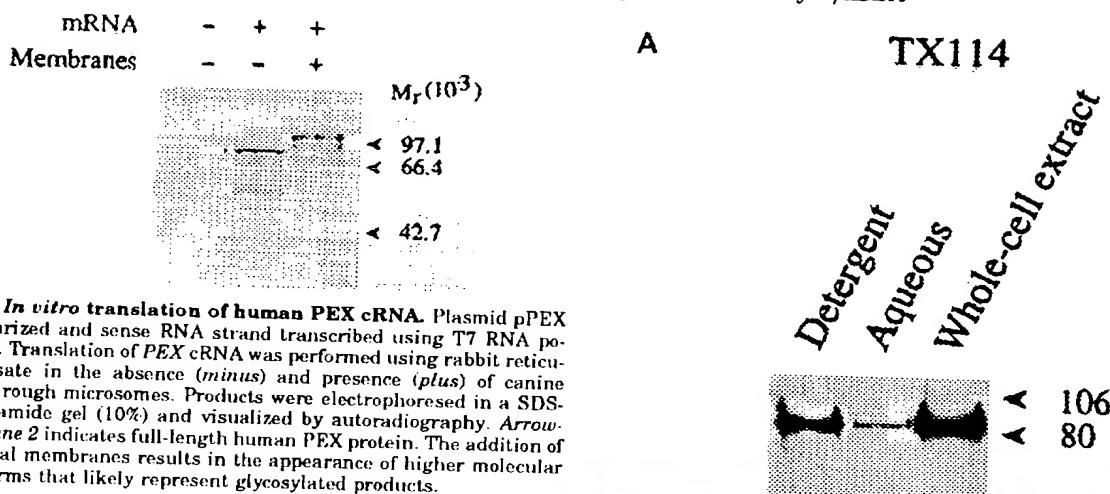 mRNA - + +
Membranes - - +
Mr(10-3)
97.1
66.4
42.7
In vitro translation of human PEX cRNA. Plasmid pPEX
rized and sense RNA strand transcribed using T7 RNA po-
. Translation of PEX cRNA was performed using rabbit reticu-
sate in the absence (minus) and presence (plus) of canine
rough microsomes. Products were electrophoresed in a SDS-
amide gel (10%) and visualized by autoradiography. Arrow-
ne 2 indicates full-length human PEX protein. The addition of
al membranes results in the appearance of higher molecular
rms that likely represent glycosylated products.
A
TX114
Detergent
Aqueous
Whole-cell extract
106
80